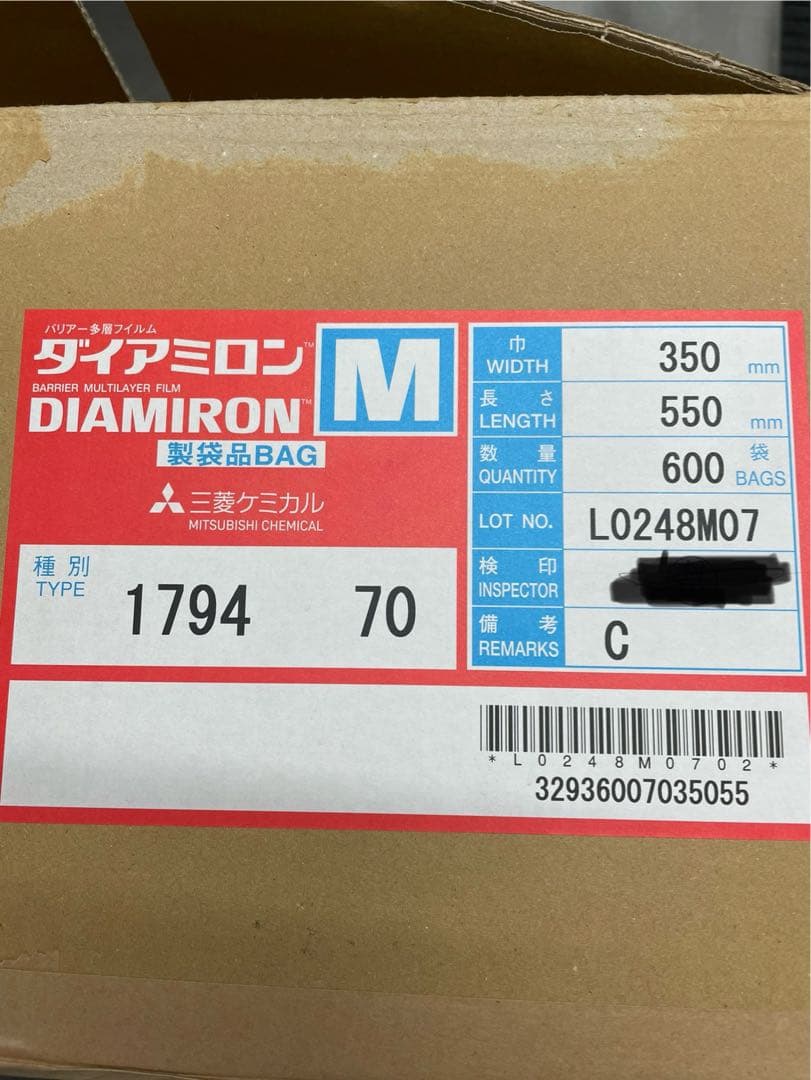 バリアー多層フイルム
ダイアミロン™
BARRIER MULTILAYER FILM
DIAMIRON™
M
製袋品BAG
三菱ケミカル
MITSUBISHI CHEMICAL
種別
TYPE
1794 70
巾
WIDTH
350 mm
長さ
LENGTH
550 mm
数量
QUANTITY
600 袋
BAGS
LOT NO.
L0248M07
検印
INSPECTOR
備考
REMARKS
C
*L0248M0702*
32936007035055